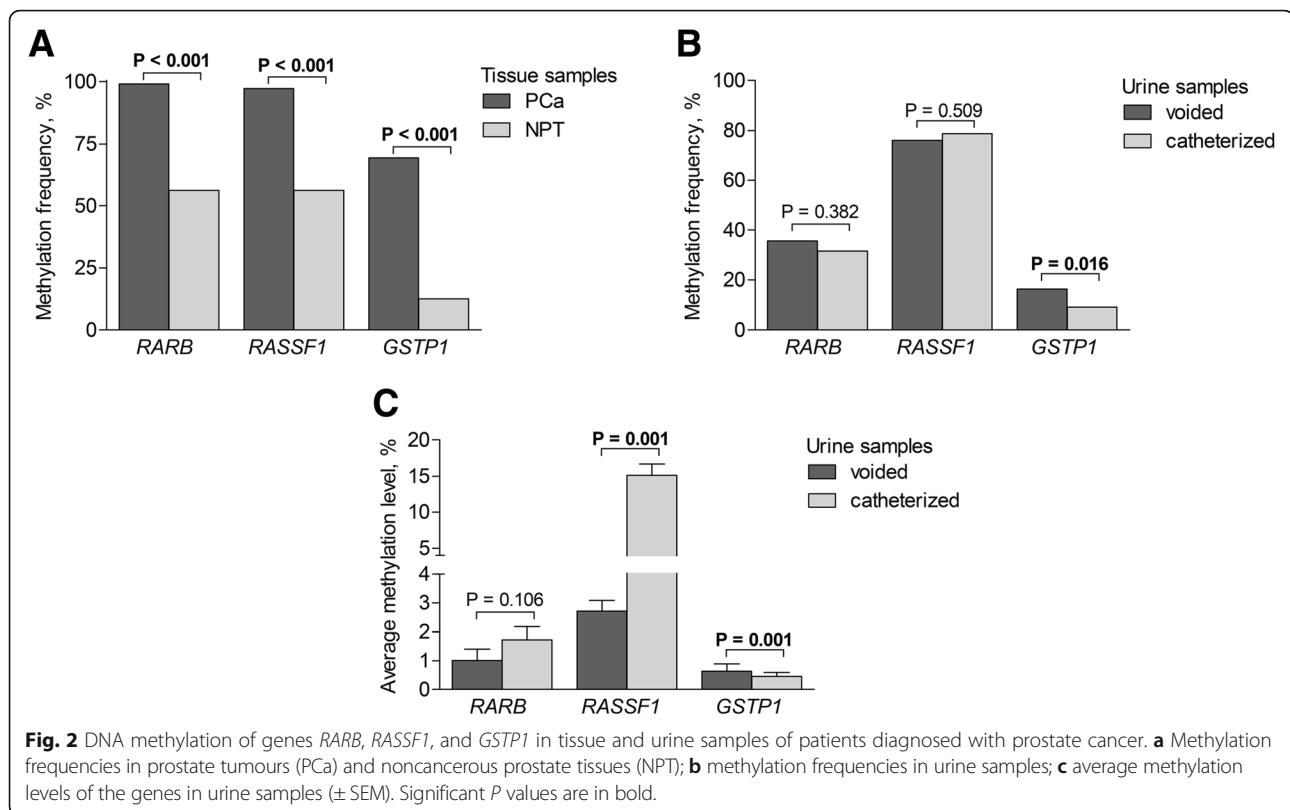 A
P < 0.001
P < 0.001
P < 0.001
Methylation frequency, %
100
75
50
25
0
RARB
RASSF1
GSTP1
Tissue samples
PCa
NPT
B
P = 0.382
P = 0.509
P = 0.016
Methylation frequency, %
100
80
60
40
20
0
RARB
RASSF1
GSTP1
Urine samples
voided
catheterized
C
P = 0.106
P = 0.001
P = 0.001
Average methylation level, %
20
15
10
5
4
3
2
1
0
RARB
RASSF1
GSTP1
Urine samples
voided
catheterized
Fig. 2 DNA methylation of genes RARB, RASSF1, and GSTP1 in tissue and urine samples of patients diagnosed with prostate cancer. a Methylation
frequencies in prostate tumours (PCa) and noncancerous prostate tissues (NPT); b methylation frequencies in urine samples; c average methylation
levels of the genes in urine samples (± SEM). Significant P values are in bold.